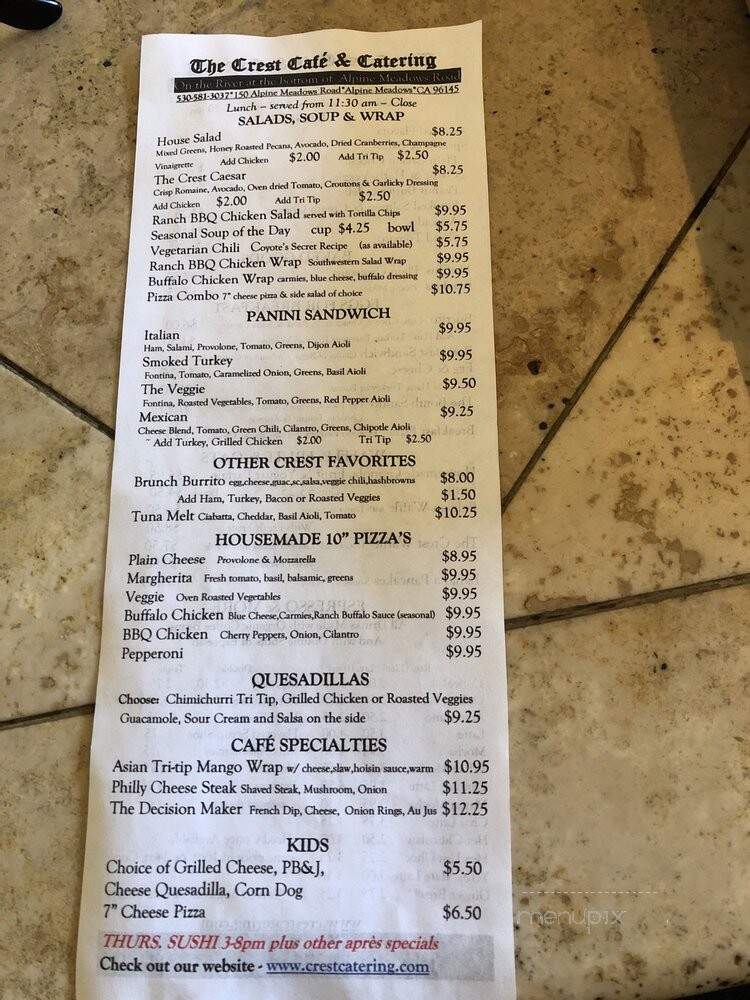 The Crest Café & Catering
On the River at the bottom of Alpine Meadows Road
530-581-3037*150 Alpine Meadows Road*Alpine Meadows*CA 96145
Lunch – served from 11:30 am – Close
SALADS, SOUP & WRAP
House Salad $8.25
Mixed Greens, Honey Roasted Pecans, Avocado, Dried Cranberries, Champagne
Vinaigrette Add Chicken $2.00 Add Tri Tip $2.50
The Crest Caesar $8.25
Crisp Romaine, Avocado, Oven dried Tomato, Croutons & Garlicky Dressing
Add Chicken $2.00 Add Tri Tip $2.50
Ranch BBQ Chicken Salad served with Tortilla Chips $9.95
Seasonal Soup of the Day cup $4.25 bowl $5.75
Vegetarian Chili Coyote's Secret Recipe (as available) $5.75
Ranch BBQ Chicken Wrap Southwestern Salad Wrap $9.95
Buffalo Chicken Wrap carmies, blue cheese, buffalo dressing $9.95
Pizza Combo 7" cheese pizza & side salad of choice $10.75
PANINI SANDWICH
Italian $9.95
Ham, Salami, Provolone, Tomato, Greens, Dijon Aioli
Smoked Turkey $9.95
Fontina, Tomato, Caramelized Onion, Greens, Basil Aioli
The Veggie $9.50
Fontina, Roasted Vegetables, Tomato, Greens, Red Pepper Aioli
Mexican $9.25
Cheese Blend, Tomato, Green Chili, Cilantro, Greens, Chipotle Aioli
~ Add Turkey, Grilled Chicken $2.00 Tri Tip $2.50
OTHER CREST FAVORITES
Brunch Burrito egg,cheese,guac,sc,salsa,veggie chili,hashbrowns $8.00
Add Ham, Turkey, Bacon or Roasted Veggies $1.50
Tuna Melt Ciabatta, Cheddar, Basil Aioli, Tomato $10.25
HOUSEMADE 10" PIZZA'S
Plain Cheese Provolone & Mozzarella $8.95
Margherita Fresh tomato, basil, balsamic, greens $9.95
Veggie Oven Roasted Vegetables $9.95
Buffalo Chicken Blue Cheese,Carmies,Ranch Buffalo Sauce (seasonal) $9.95
BBQ Chicken Cherry Peppers, Onion, Cilantro $9.95
Pepperoni $9.95
QUESADILLAS
Choose: Chimichurri Tri Tip, Grilled Chicken or Roasted Veggies
Guacamole, Sour Cream and Salsa on the side $9.25
CAFÉ SPECIALTIES
Asian Tri-tip Mango Wrap w/ cheese,slaw,hoisin sauce,warm $10.95
Philly Cheese Steak Shaved Steak, Mushroom, Onion $11.25
The Decision Maker French Dip, Cheese, Onion Rings, Au Jus $12.25
KIDS
Choice of Grilled Cheese, PB&J, $5.50
Cheese Quesadilla, Corn Dog
7" Cheese Pizza $6.50
THURS. SUSHI 3-8pm plus other après specials
Check out our website - www.crestcatering.com
menupix